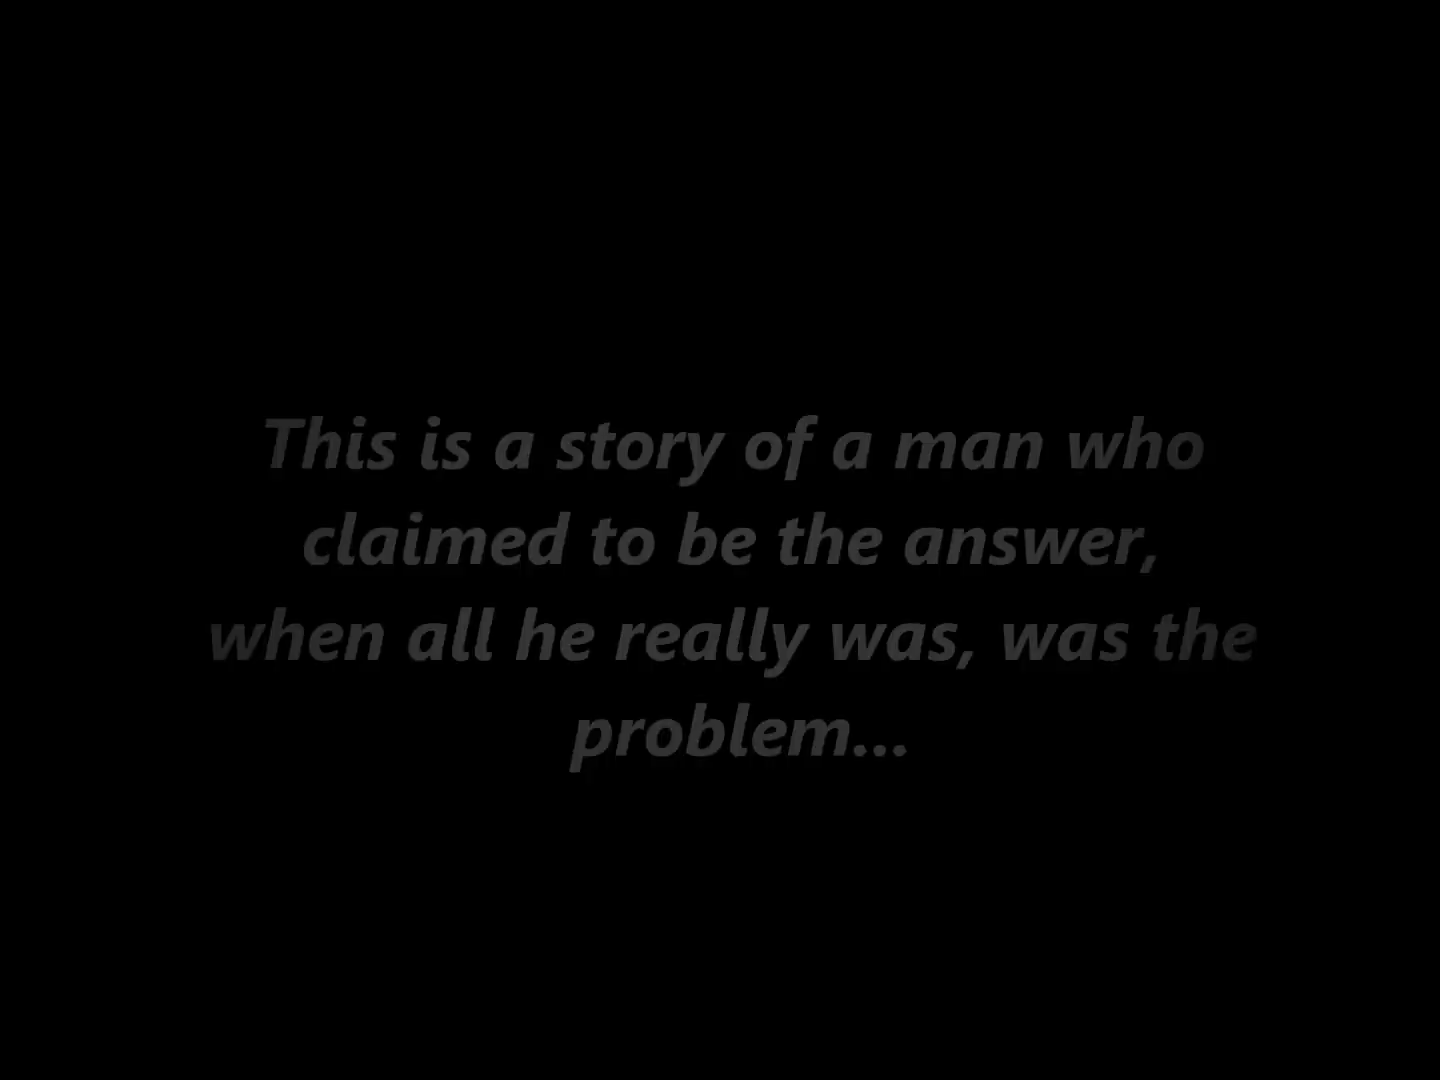 This is a story of a man who
claimed to be the answer,
when all he really was, was the
problem...